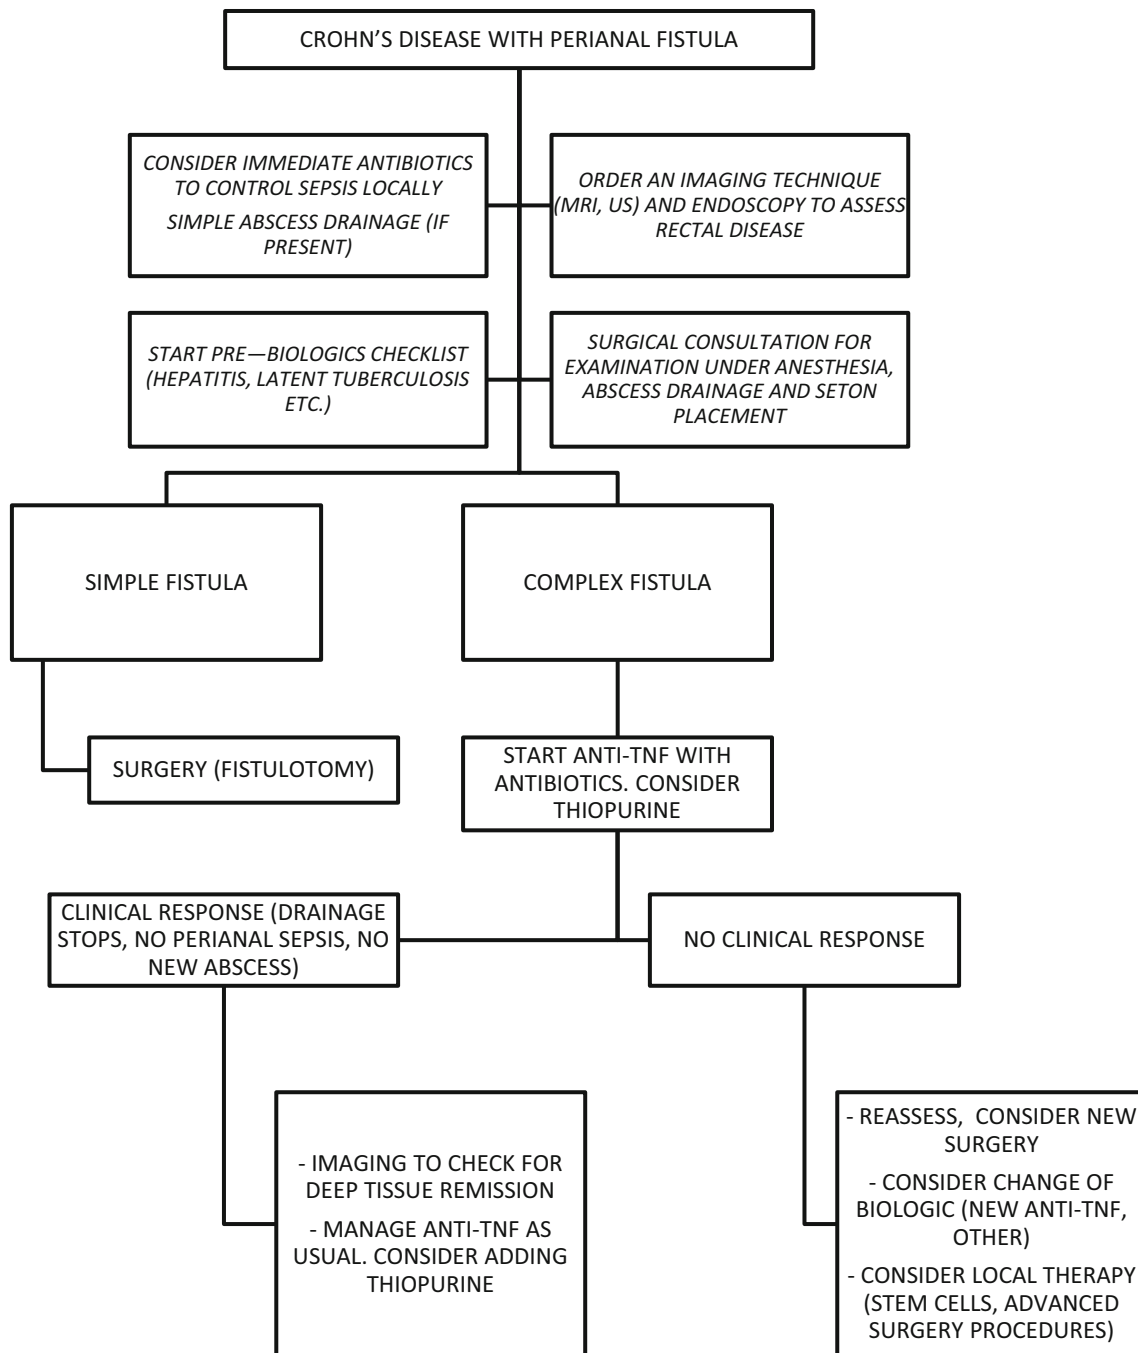 CROHN’S DISEASE WITH PERIANAL FISTULA
CONSIDER IMMEDIATE ANTIBIOTICS
TO CONTROL SEPSIS LOCALLY
SIMPLE ABSCESS DRAINAGE (IF
PRESENT)
ORDER AN IMAGING TECHNIQUE
(MRI, US) AND ENDOSCOPY TO ASSESS
RECTAL DISEASE
START PRE—BIOLOGICS CHECKLIST
(HEPATITIS, LATENT TUBERCULOSIS
ETC.)
SURGICAL CONSULTATION FOR
EXAMINATION UNDER ANESTHESIA,
ABSCESS DRAINAGE AND SETON
PLACEMENT
SIMPLE FISTULA
COMPLEX FISTULA
SURGERY (FISTULOTOMY)
START ANTI-TNF WITH
ANTIBIOTICS. CONSIDER
THIOPURINE
CLINICAL RESPONSE (DRAINAGE
STOPS, NO PERIANAL SEPSIS, NO
NEW ABSCESS)
NO CLINICAL RESPONSE
- IMAGING TO CHECK FOR
DEEP TISSUE REMISSION
- MANAGE ANTI-TNF AS
USUAL. CONSIDER ADDING
THIOPURINE
- REASSESS, CONSIDER NEW
SURGERY
- CONSIDER CHANGE OF
BIOLOGIC (NEW ANTI-TNF,
OTHER)
- CONSIDER LOCAL THERAPY
(STEM CELLS, ADVANCED
SURGERY PROCEDURES)